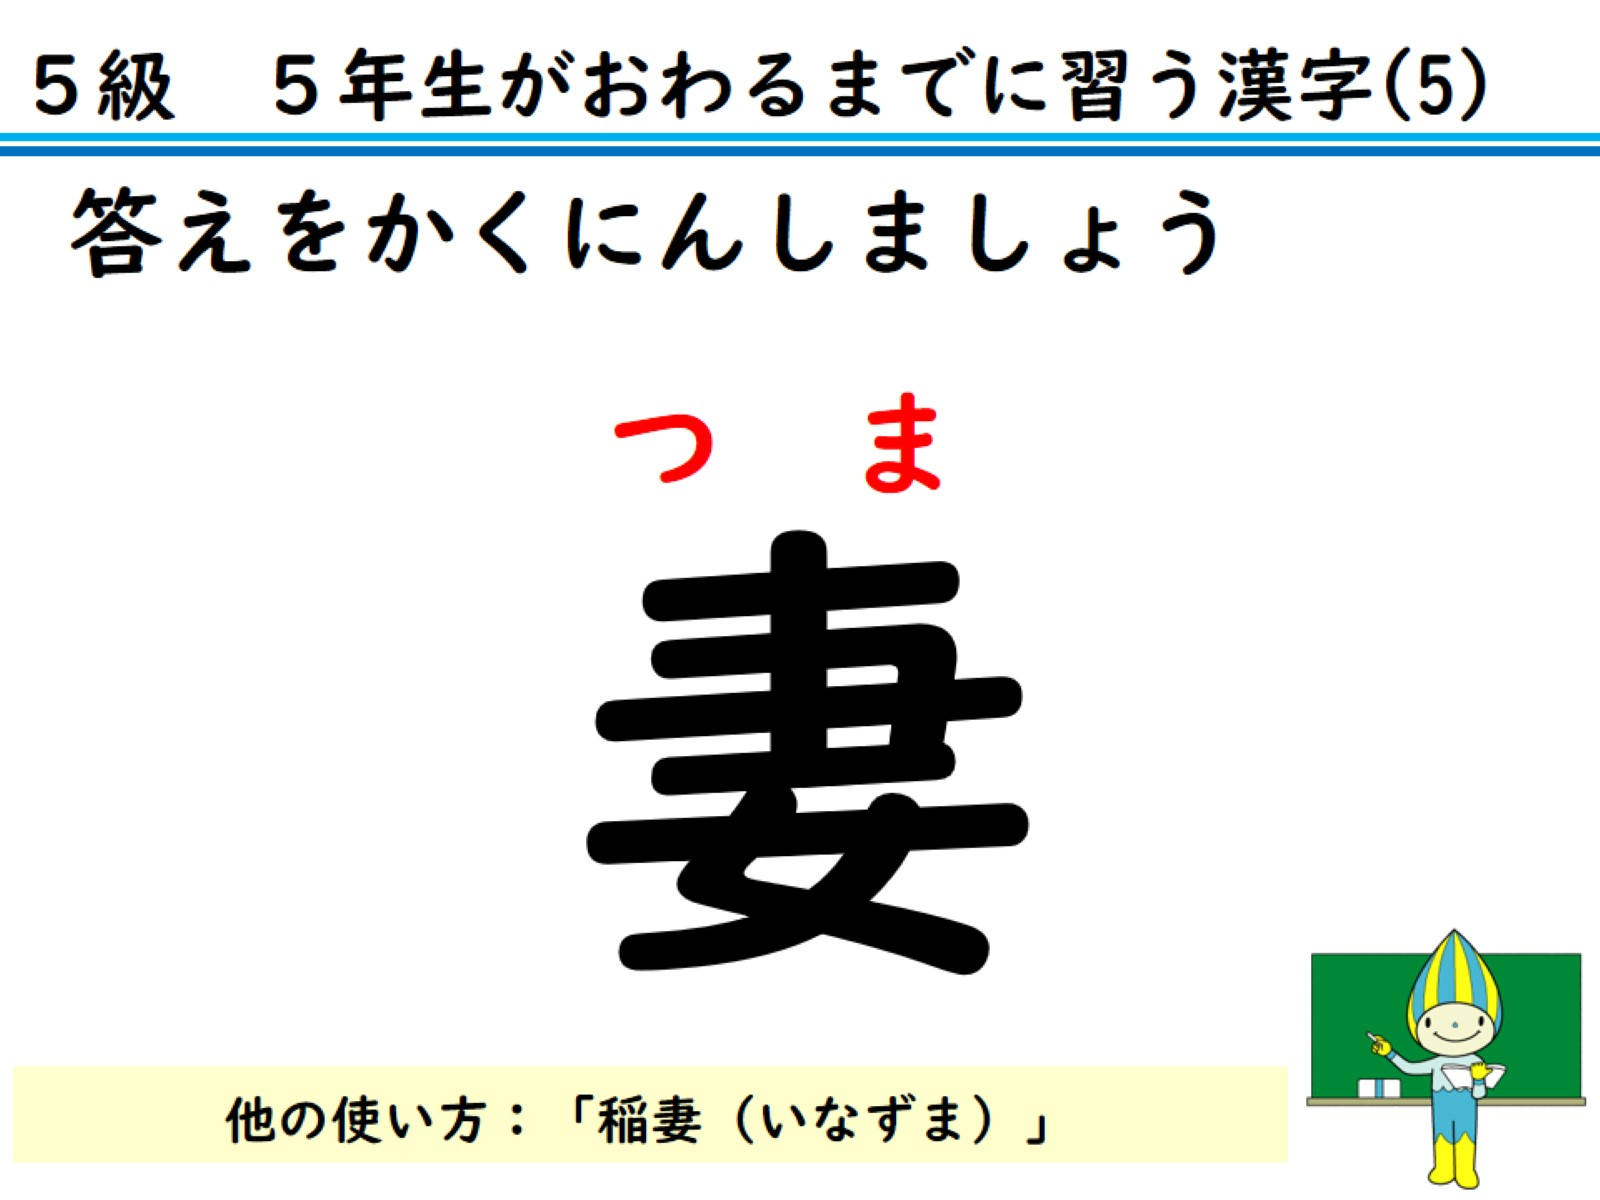 ５級　５年生がおわるまでに習う漢字(5)
答えをかくにんしましょう
つま
妻
他の使い方：「稲妻（いなずま）」